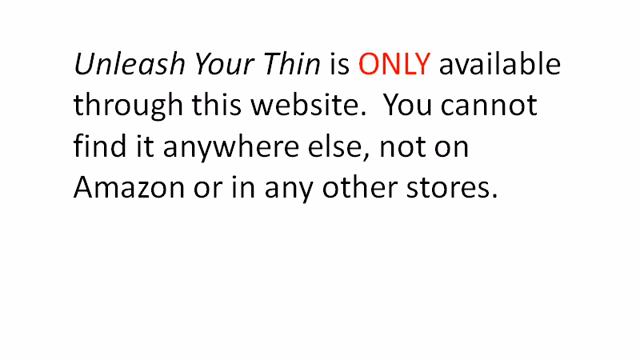 Unleash Your Thin is ONLY available
through this website.  You cannot
find it anywhere else, not on
Amazon or in any other stores.